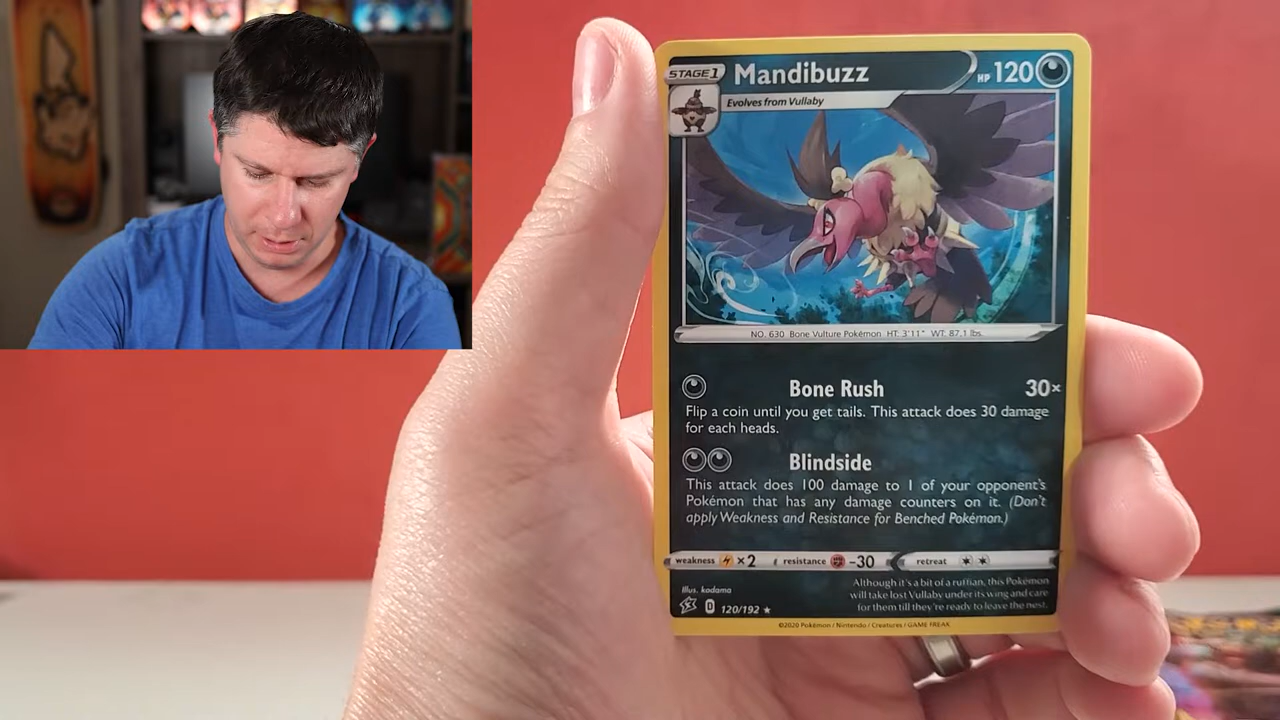 STAGE 1
Mandibuzz
HP 120
Evolves from Vullaby
NO. 630 Bone Vulture Pokémon HT: 3'11" WT: 87.1 lbs.
Bone Rush 30×
Flip a coin until you get tails. This attack does 30 damage
for each heads.
Blindside
This attack does 100 damage to 1 of your opponent's
Pokémon that has any damage counters on it. (Don't
apply Weakness and Resistance for Benched Pokémon.)
weakness ×2 resistance -30 retreat
Although it's a bit of a ruffian, this Pokémon
will take lost Vullaby under its wing and care
for them till they're ready to leave the nest.
Illus. kodama
D 120/192
©2020 Pokémon / Nintendo / Creatures / GAME FREAK